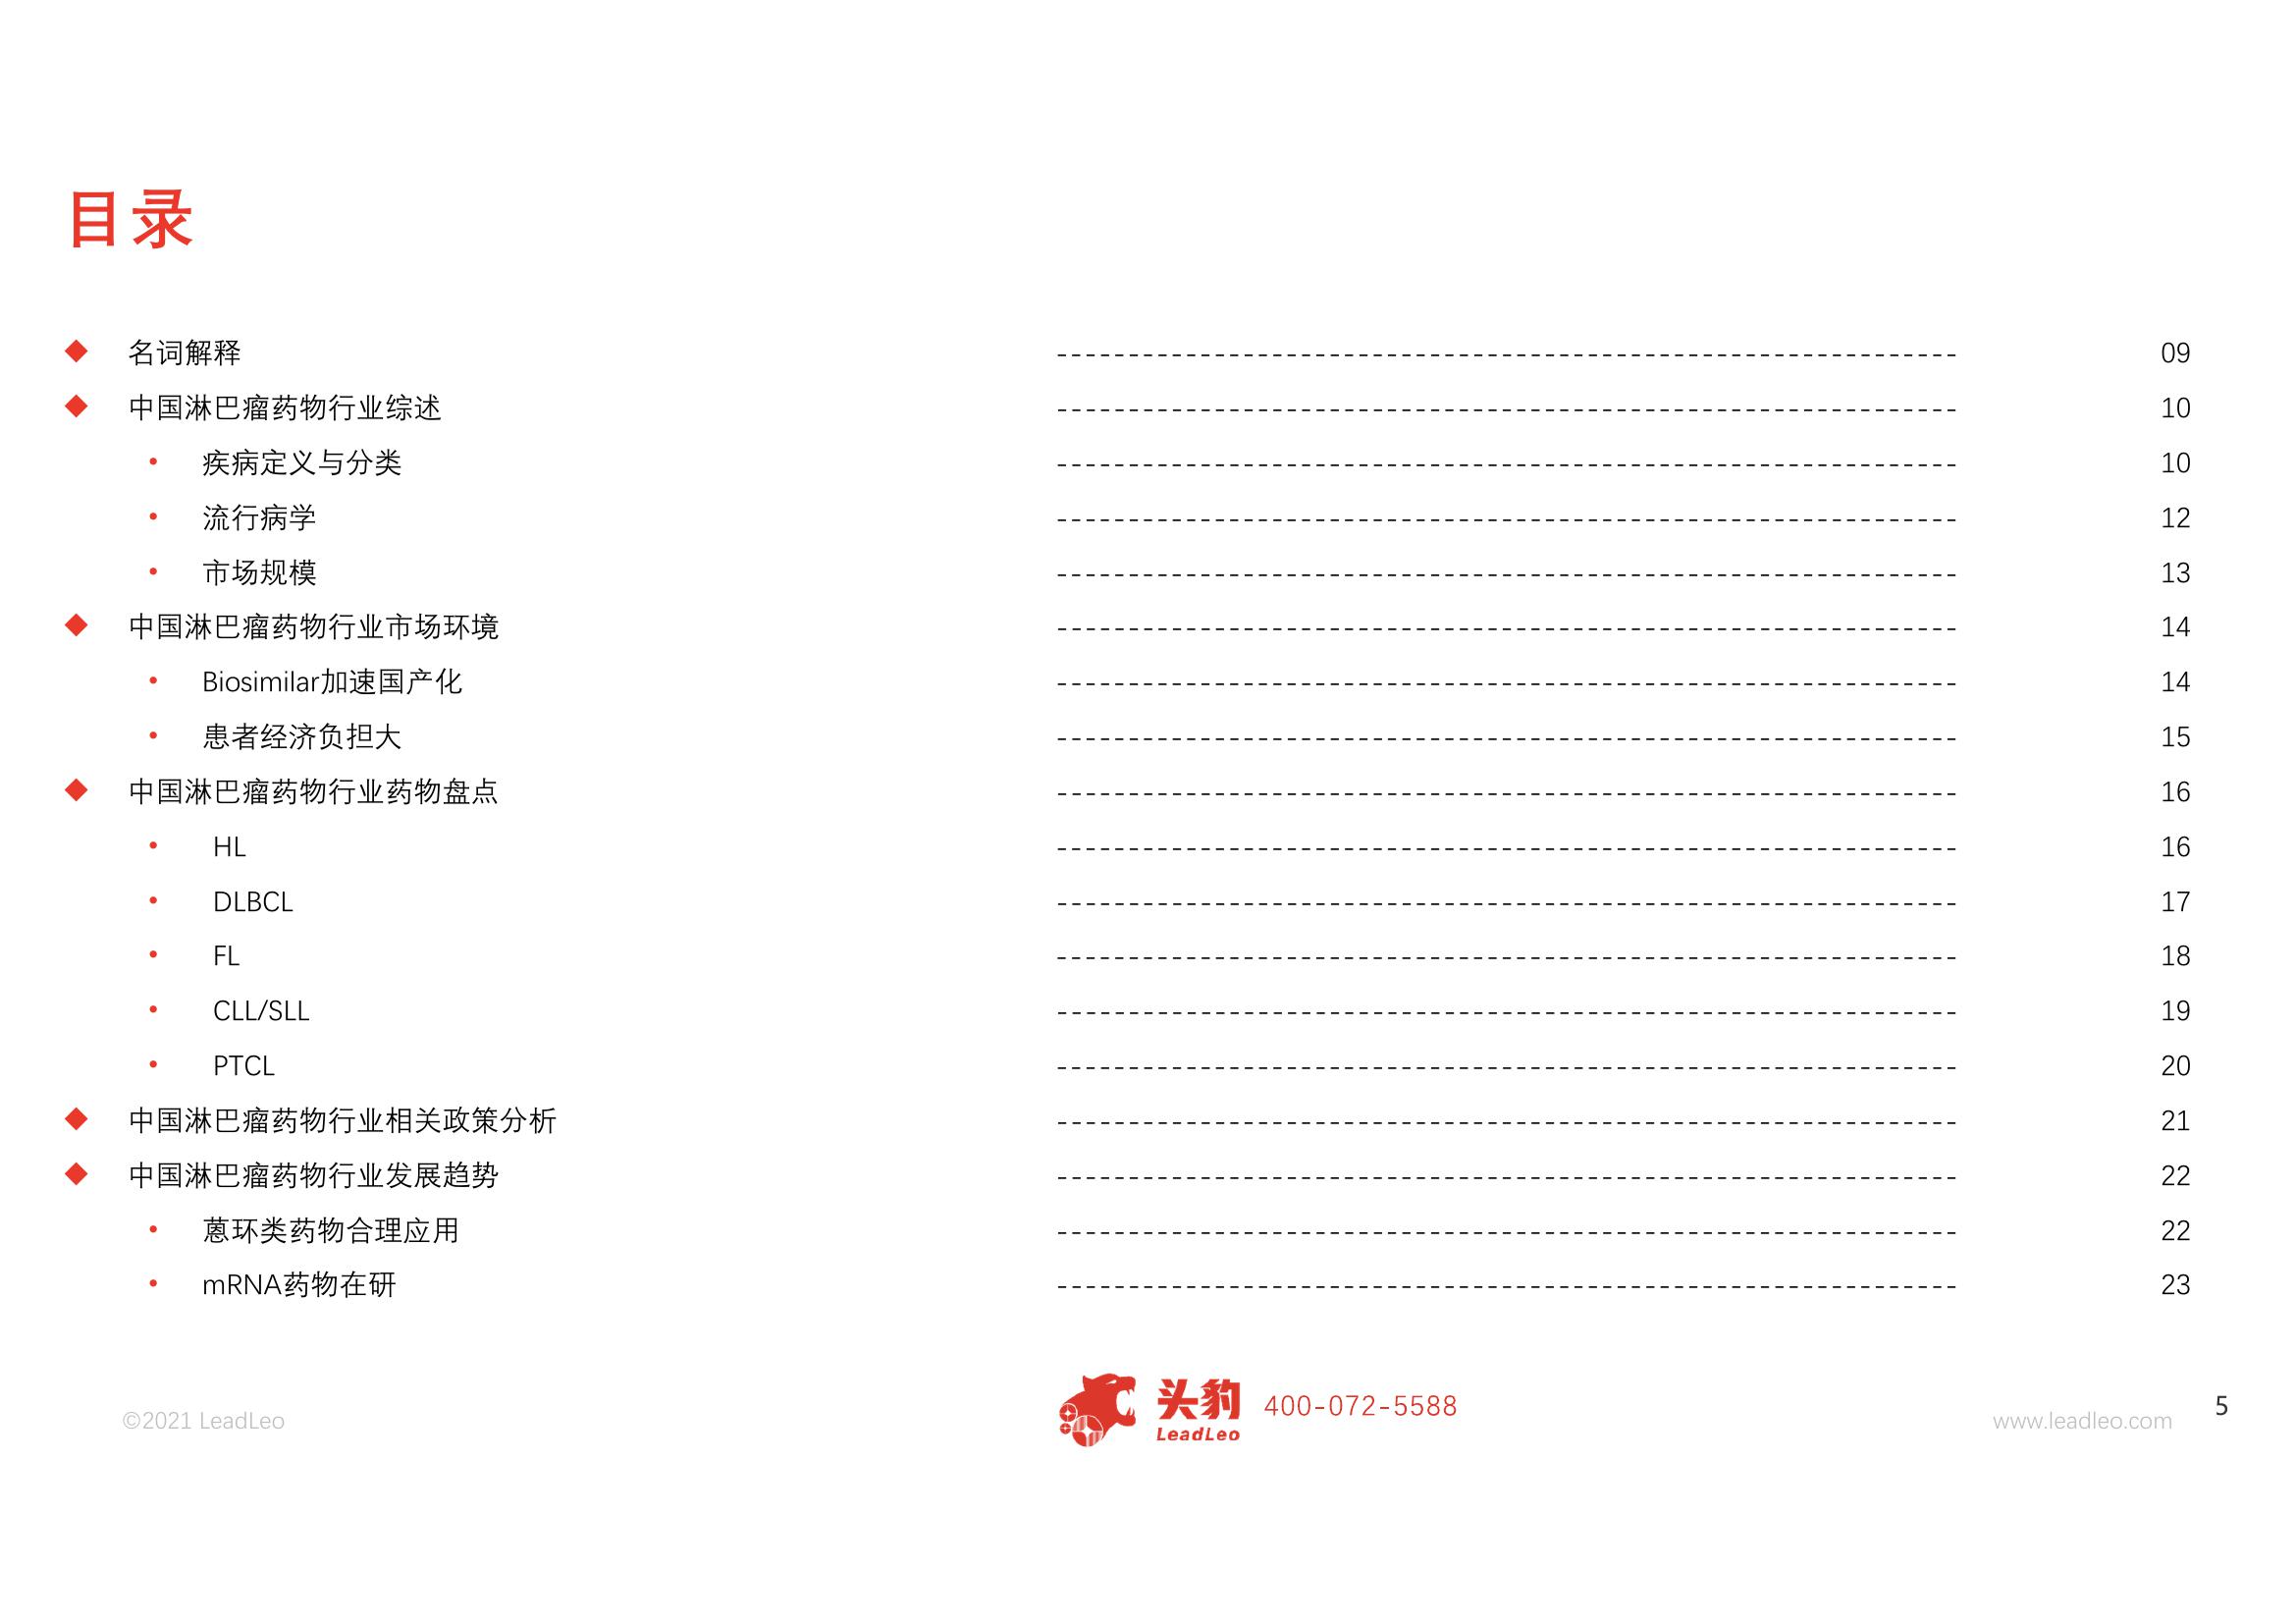 目录
名词解释 09
中国淋巴瘤药物行业综述 10
疾病定义与分类 10
流行病学 12
市场规模 13
中国淋巴瘤药物行业市场环境 14
Biosimilar加速国产化 14
患者经济负担大 15
中国淋巴瘤药物行业药物盘点 16
HL 16
DLBCL 17
FL 18
CLL/SLL 19
PTCL 20
中国淋巴瘤药物行业相关政策分析 21
中国淋巴瘤药物行业发展趋势 22
蒽环类药物合理应用 22
mRNA药物在研 23
©2021 LeadLeo
头豹
LeadLeo
400-072-5588
www.leadleo.com
5